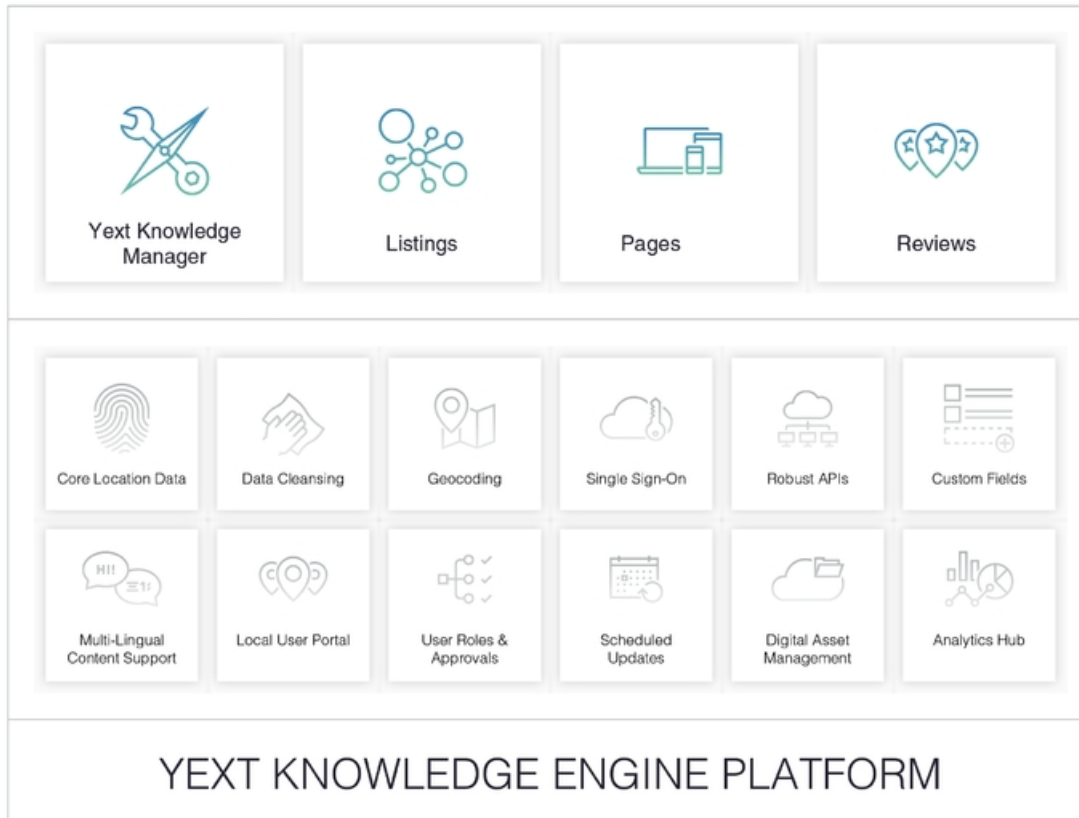 Yext Knowledge
Manager
Listings
Pages
Reviews
Core Location Data
Data Cleansing
Geocoding
Single Sign-On
Robust APIs
Custom Fields
HI!
Multi-Lingual
Content Support
Local User Portal
User Roles &
Approvals
Scheduled
Updates
Digital Asset
Management
Analytics Hub
YEXT KNOWLEDGE ENGINE PLATFORM